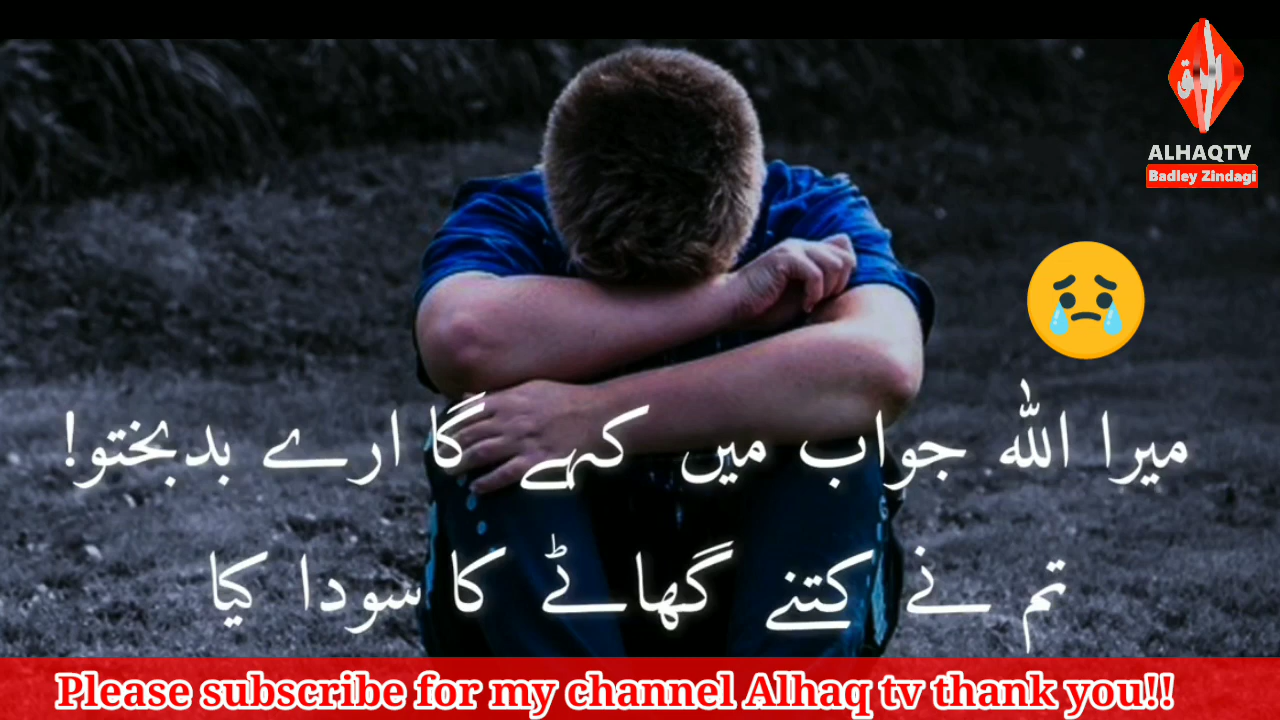 الحق
ALHAQTV
Badley Zindagi
میرا اللہ جواب میں کہے گا ارے بدبختو!
تم نے کتنے گھاٹے کا سودا کیا
Please subscribe for my channel Alhaq tv thank you!!